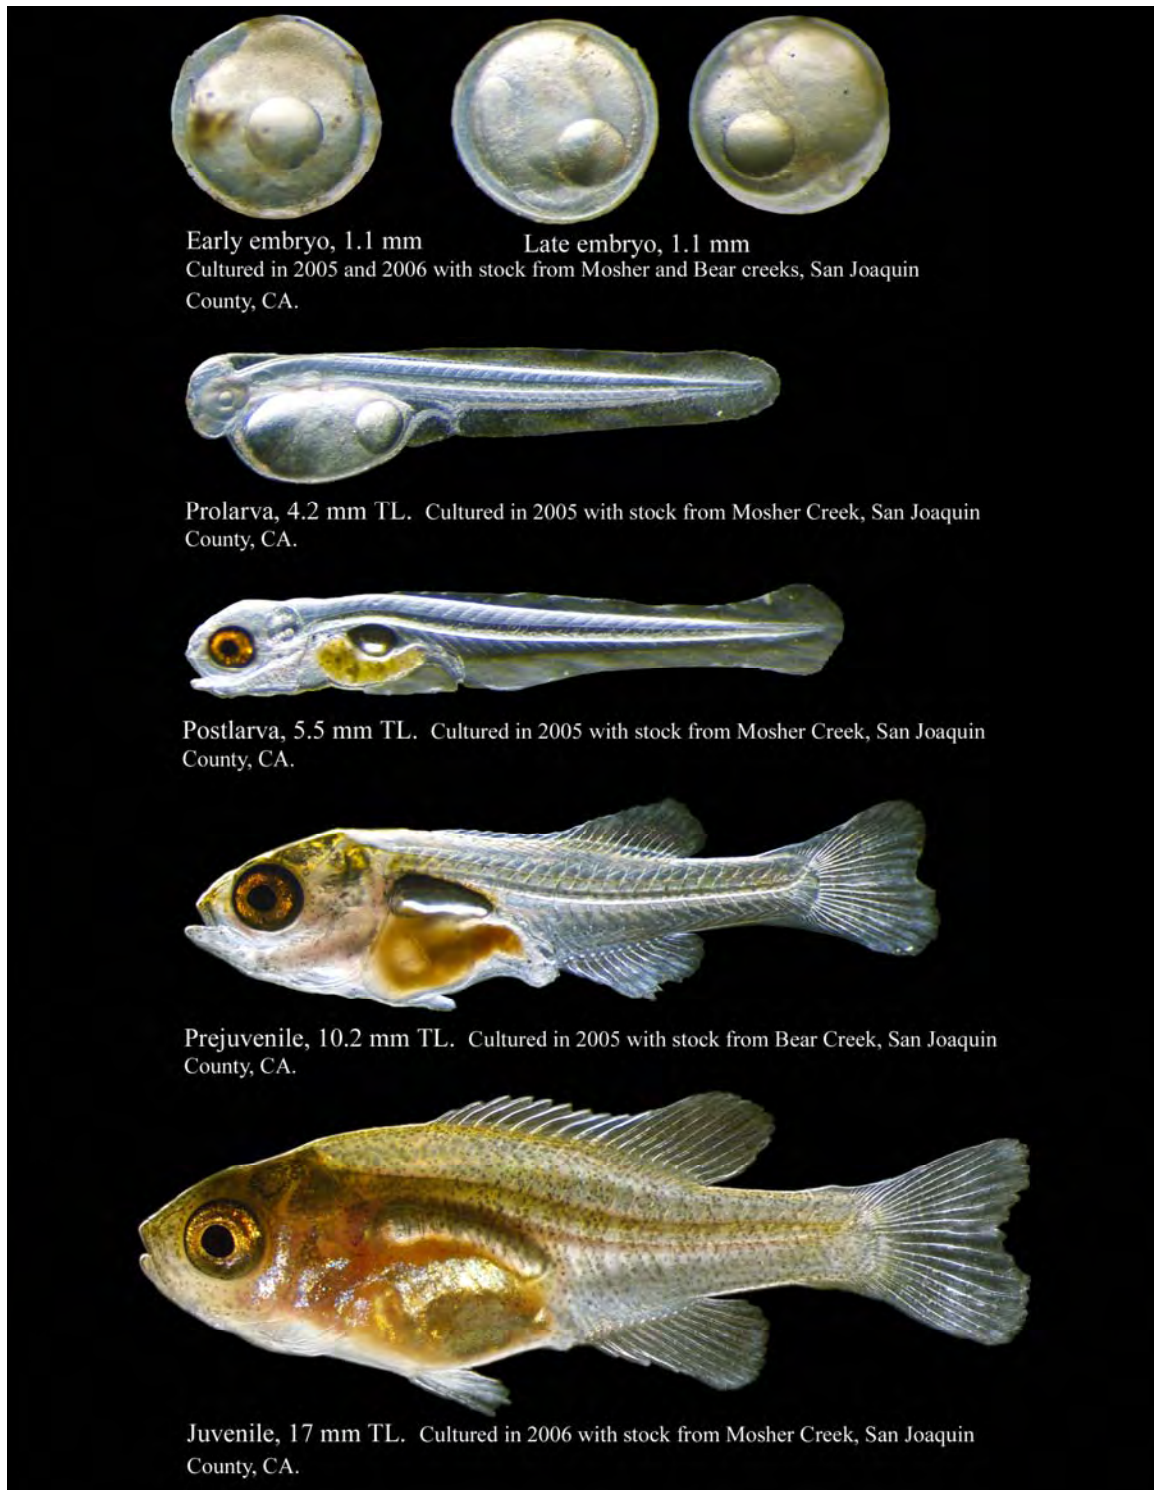 Early embryo, 1.1 mm
Late embryo, 1.1 mm
Cultured in 2005 and 2006 with stock from Mosher and Bear creeks, San Joaquin
County, CA.
Prolarva, 4.2 mm TL. Cultured in 2005 with stock from Mosher Creek, San Joaquin
County, CA.
Postlarva, 5.5 mm TL. Cultured in 2005 with stock from Mosher Creek, San Joaquin
County, CA.
Prejuvenile, 10.2 mm TL. Cultured in 2005 with stock from Bear Creek, San Joaquin
County, CA.
Juvenile, 17 mm TL. Cultured in 2006 with stock from Mosher Creek, San Joaquin
County, CA.